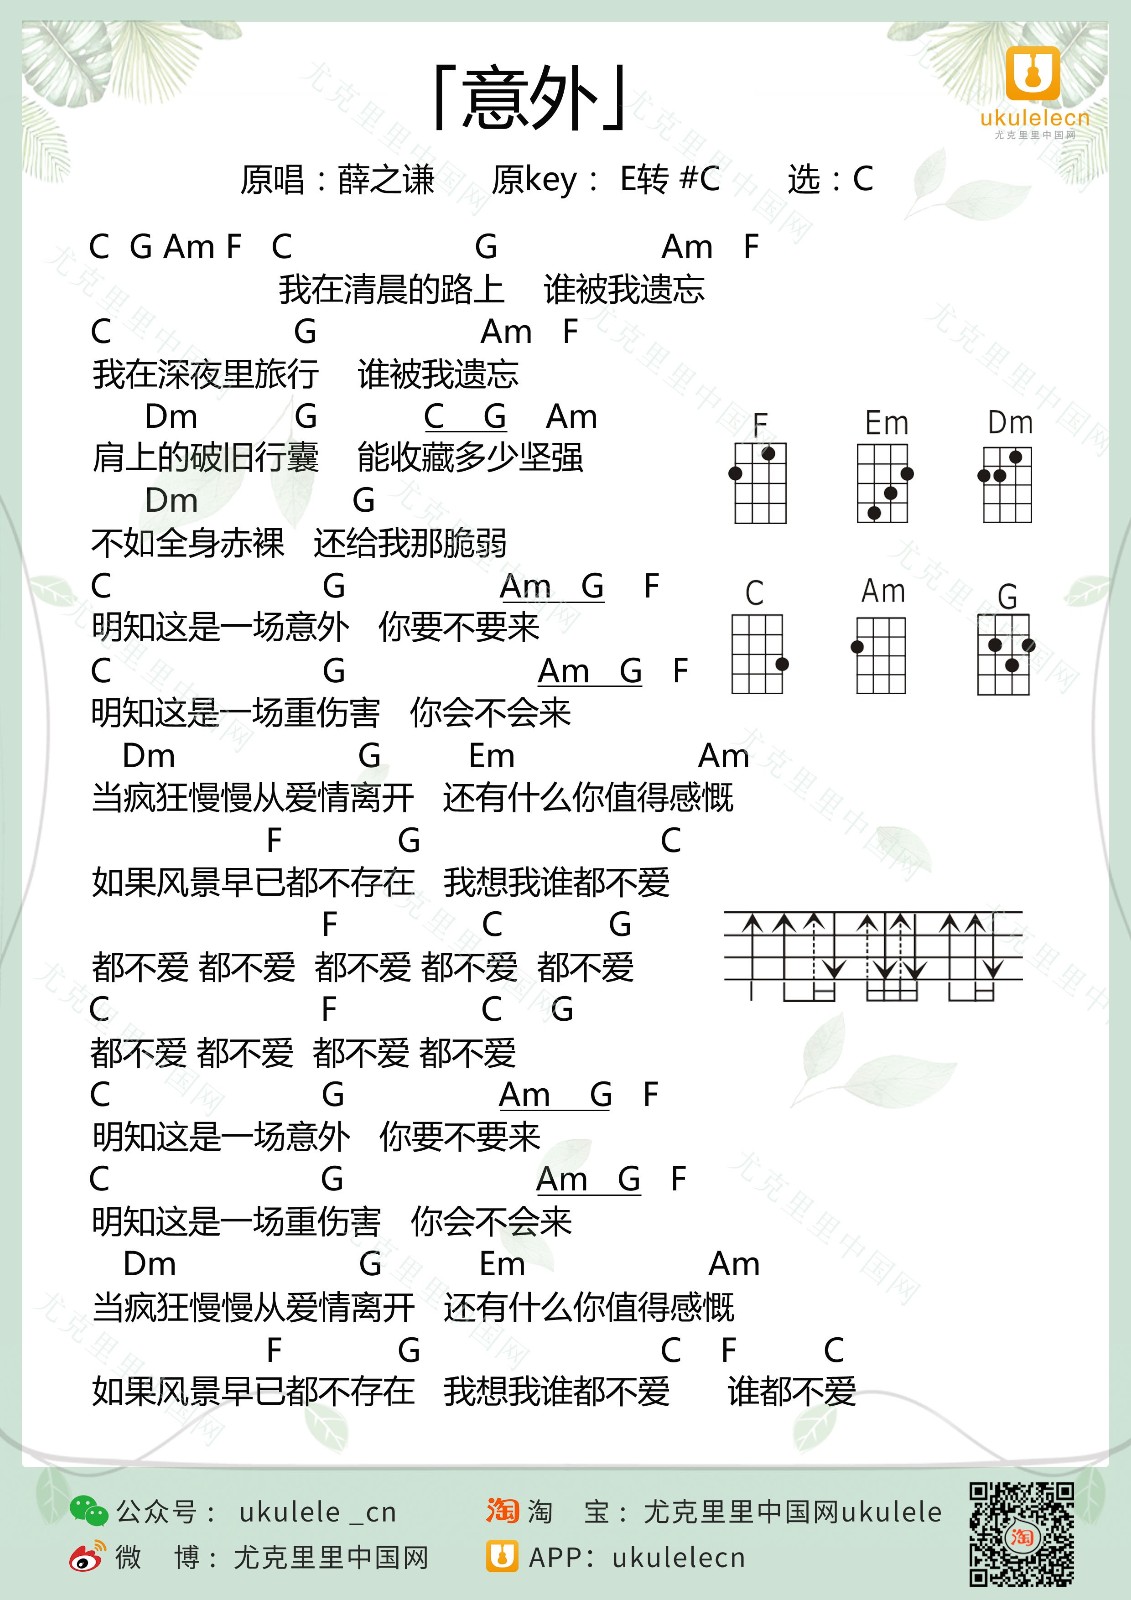 「意外」
ukulelecn
尤克里里中国网
原唱：薛之谦 原key： E转 #C 选：C
C G Am F C G Am F
我在清晨的路上 谁被我遗忘
C G Am F
我在深夜里旅行 谁被我遗忘
Dm G C G Am
肩上的破旧行囊 能收藏多少坚强
Dm G
不如全身赤裸 还给我那脆弱
C G Am G F
明知这是一场意外 你要不要来
C G Am G F
明知这是一场重伤害 你会不会来
Dm G Em Am
当疯狂慢慢从爱情离开 还有什么你值得感慨
F G C
如果风景早已都不存在 我想我谁都不爱
F C G
都不爱 都不爱 都不爱 都不爱 都不爱
C F C G
都不爱 都不爱 都不爱 都不爱
C G Am G F
明知这是一场意外 你要不要来
C G Am G F
明知这是一场重伤害 你会不会来
Dm G Em Am
当疯狂慢慢从爱情离开 还有什么你值得感慨
F G C F C
如果风景早已都不存在 我想我谁都不爱 谁都不爱
F Em Dm
C Am G
公众号： ukulele _cn
淘 淘 宝：尤克里里中国网ukulele
微 博：尤克里里中国网
APP：ukulelecn
淘